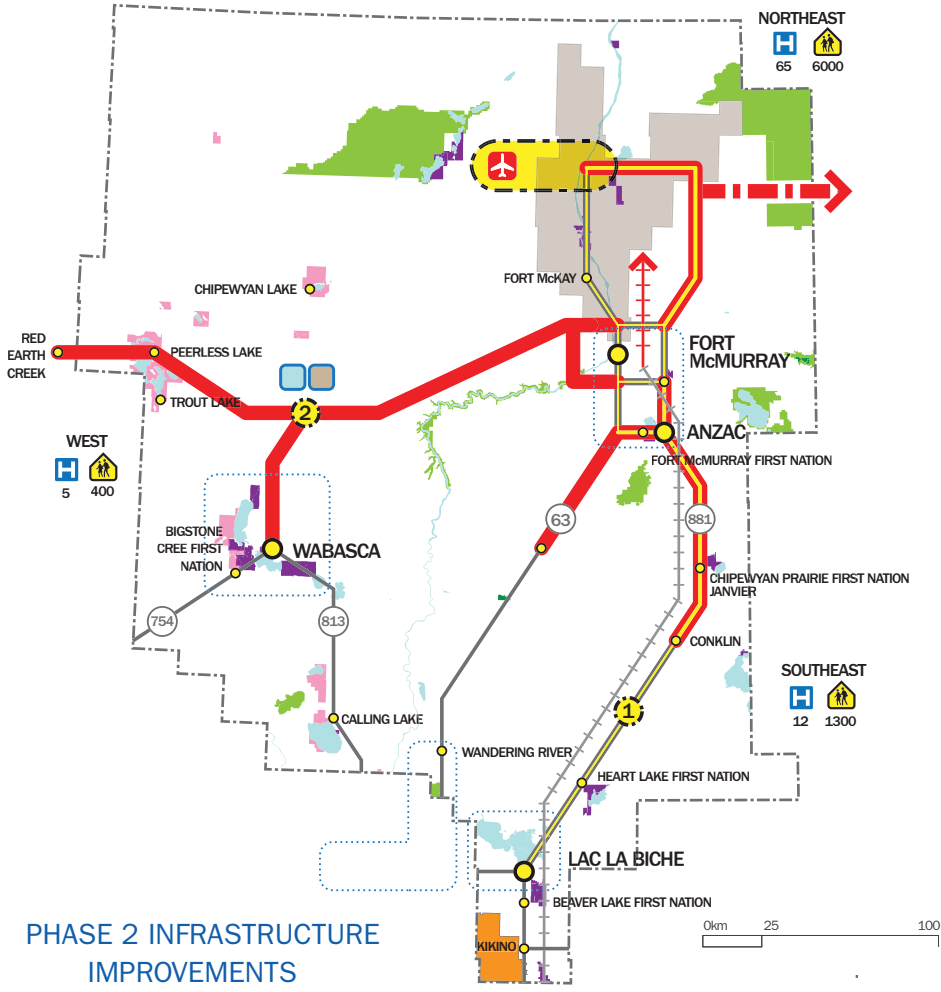 NORTHEAST
H
65 6000
FORT McKAY
CHIPEWYAN LAKE
RED
EARTH
CREEK
PEERLESS LAKE
FORT
McMURRAY
TROUT LAKE
2
WEST
H
5 400
ANZAC
FORT McMURRAY FIRST NATION
63
881
BIGSTONE
CREE FIRST
NATION
WABASCA
CHIPEWYAN PRAIRIE FIRST NATION
JANVIER
754
813
CONKLIN
SOUTHEAST
H
12 1300
1
CALLING LAKE
WANDERING RIVER
HEART LAKE FIRST NATION
LAC LA BICHE
BEAVER LAKE FIRST NATION
KIKINO
0km 25 100
PHASE 2 INFRASTRUCTURE
IMPROVEMENTS